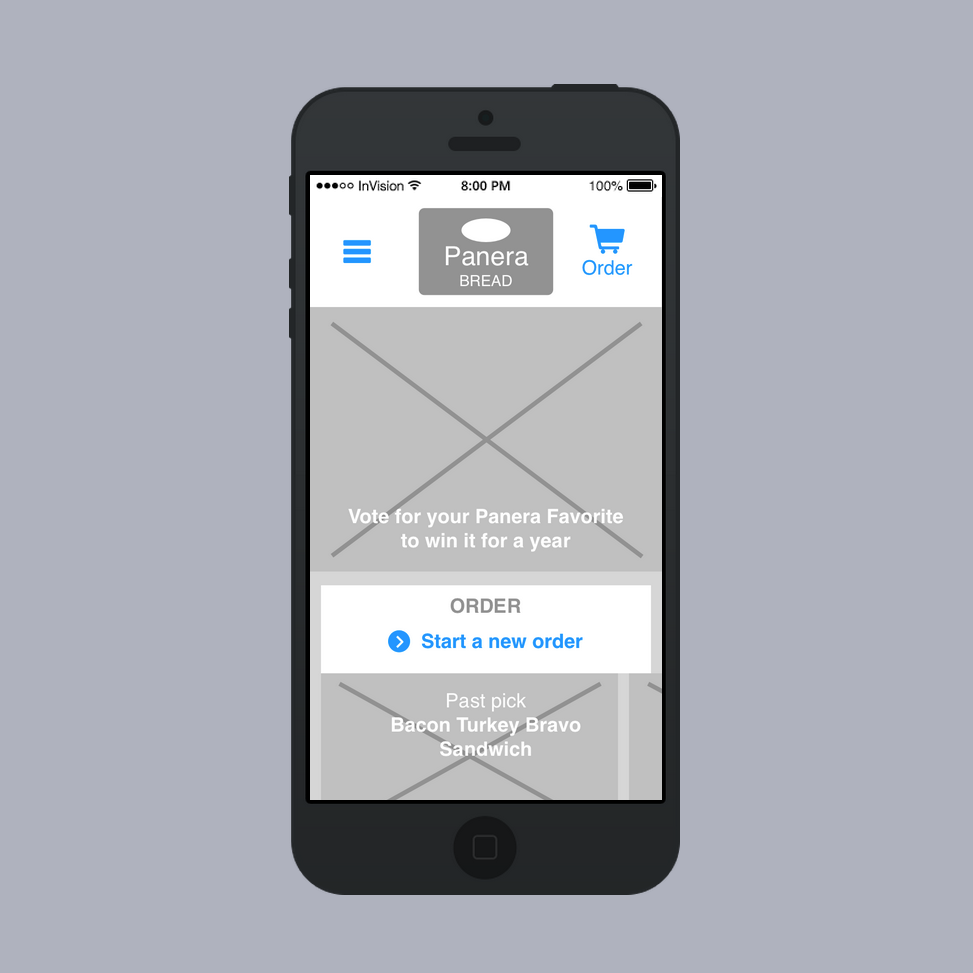 InVision 8:00 PM 100%
Panera
BREAD
Order
Vote for your Panera Favorite
to win it for a year
ORDER
Start a new order
Past pick
Bacon Turkey Bravo
Sandwich